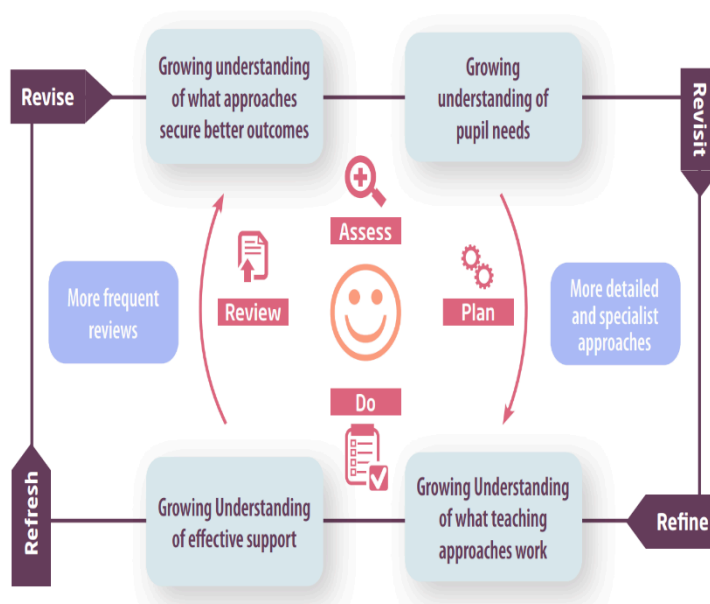 Revise
Growing understanding
of what approaches
secure better outcomes
Growing
understanding of
pupil needs
Revisit
Assess
More frequent
reviews
Review
Plan
More detailed
and specialist
approaches
Do
Refresh
Growing Understanding
of effective support
Growing Understanding
of what teaching
approaches work
Refine